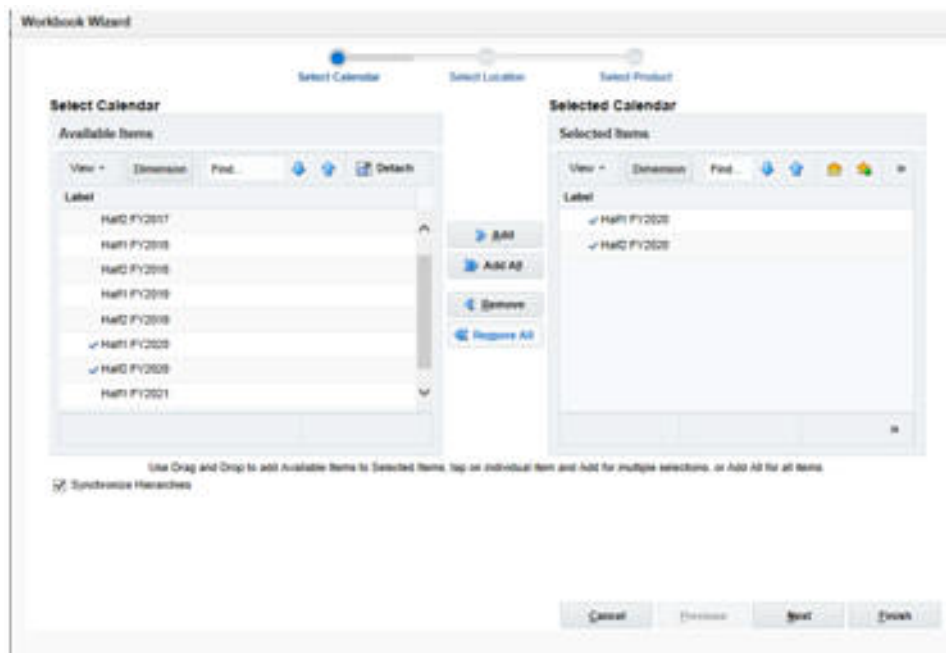 Workbook Wizard
Select Calendar Select Location Select Product
Select Calendar
Available Items
View Dimension Find... Detach
Label
Half2 FY2017
Half1 FY2018
Half2 FY2018
Half1 FY2019
Half2 FY2019
Half1 FY2020
Half2 FY2020
Half1 FY2021
Add
Add All
Remove
Remove All
Selected Calendar
Selected Items
View Dimension Find... »
Label
Half1 FY2020
Half2 FY2020
»
Use Drag and Drop to add Available Items to Selected Items, tap on individual item and Add for multiple selections, or Add All for all items
Synchronize Hierarchies
Cancel Previous Next Finish